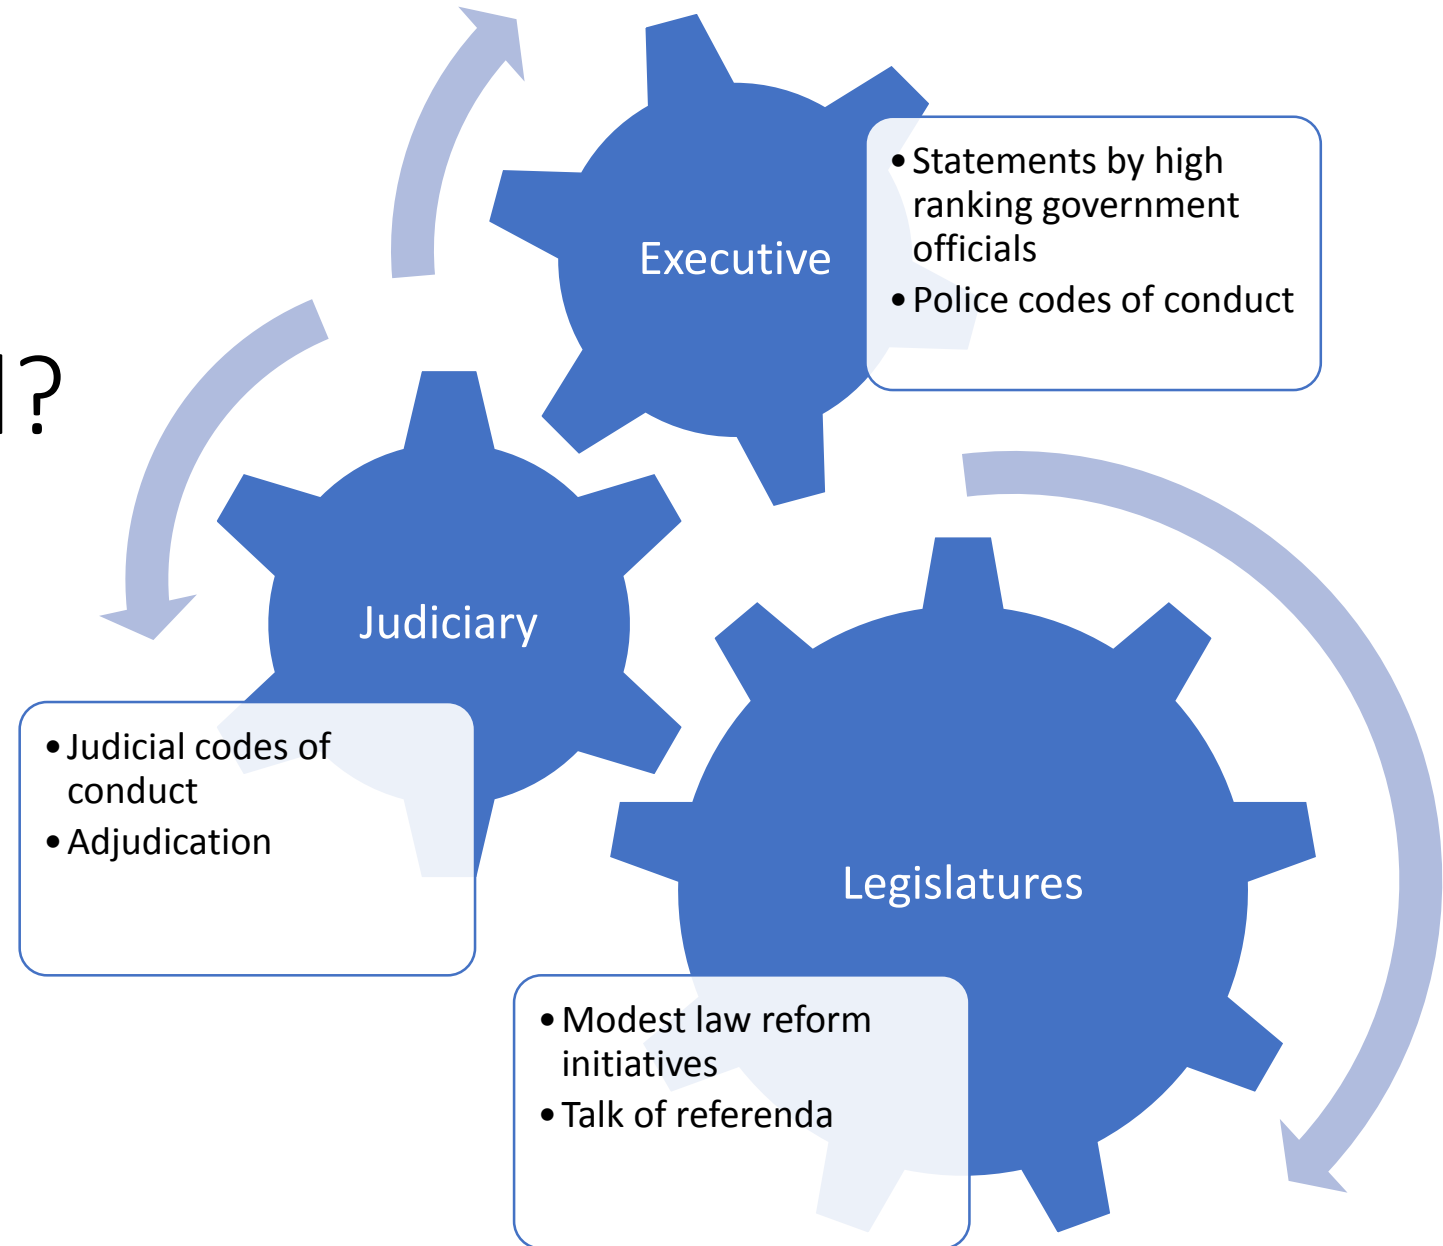 • Statements by high
ranking government
officials
Executive
• Police codes of conduct
?
Judiciary
• Judicial codes of
conduct
• Adjudication
Legislatures
• Modest law reform
initiatives
• Talk of referenda